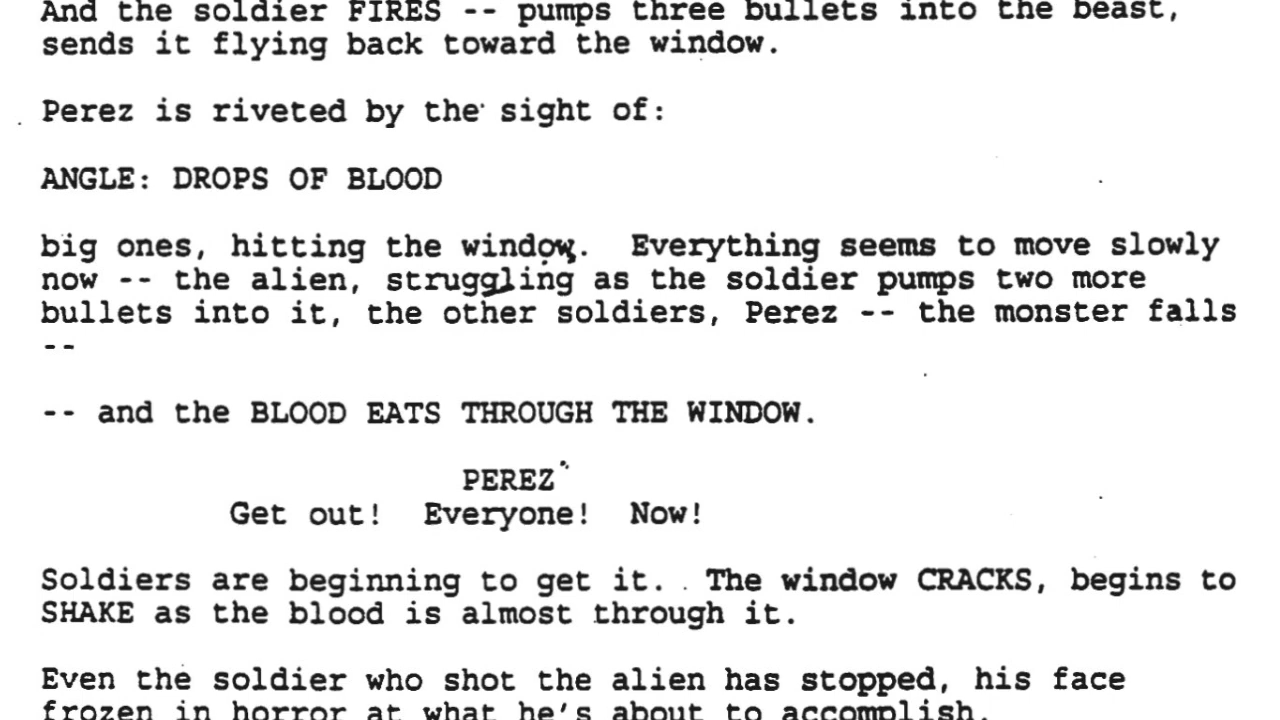 And the soldier FIRES -- pumps three bullets into the beast,
sends it flying back toward the window.
Perez is riveted by the sight of:
ANGLE: DROPS OF BLOOD
big ones, hitting the window. Everything seems to move slowly
now -- the alien, struggling as the soldier pumps two more
bullets into it, the other soldiers, Perez -- the monster falls
--
-- and the BLOOD EATS THROUGH THE WINDOW.
PEREZ
Get out! Everyone! Now!
Soldiers are beginning to get it. The window CRACKS, begins to
SHAKE as the blood is almost through it.
Even the soldier who shot the alien has stopped, his face
frozen in horror at what he's about to accomplish.